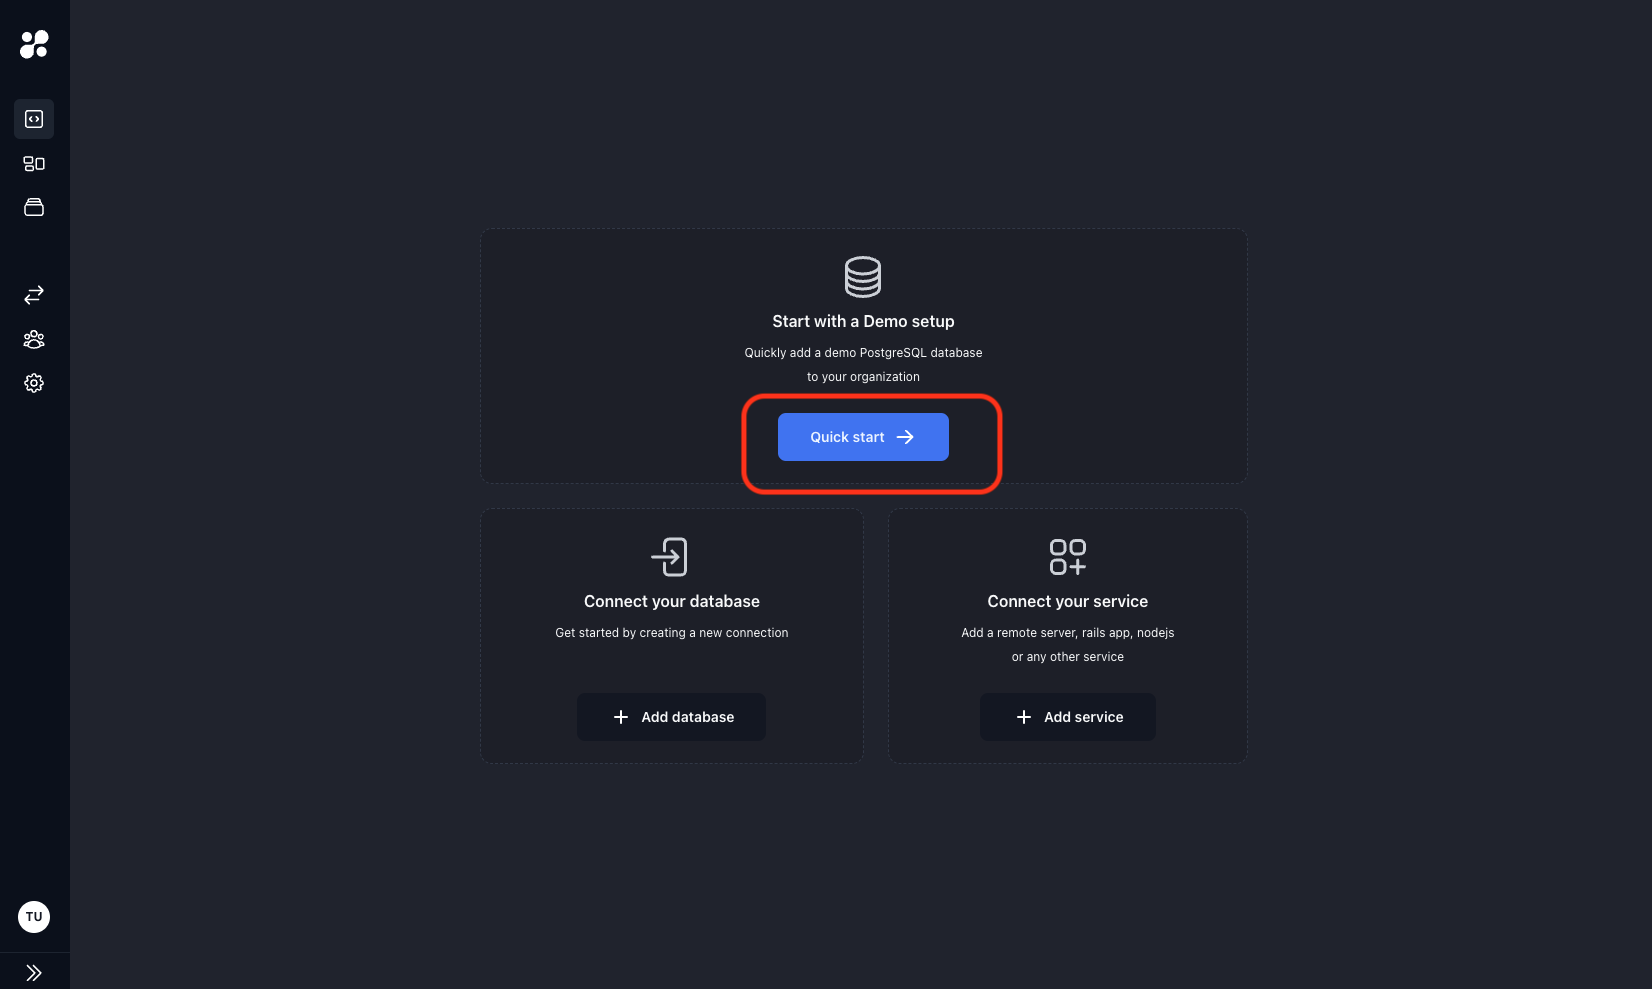 Start with a Demo setup
Quickly add a demo PostgreSQL database
to your organization
Quick start
Connect your database
Get started by creating a new connection
Add database
Connect your service
Add a remote server, rails app, nodejs
or any other service
Add service
TU